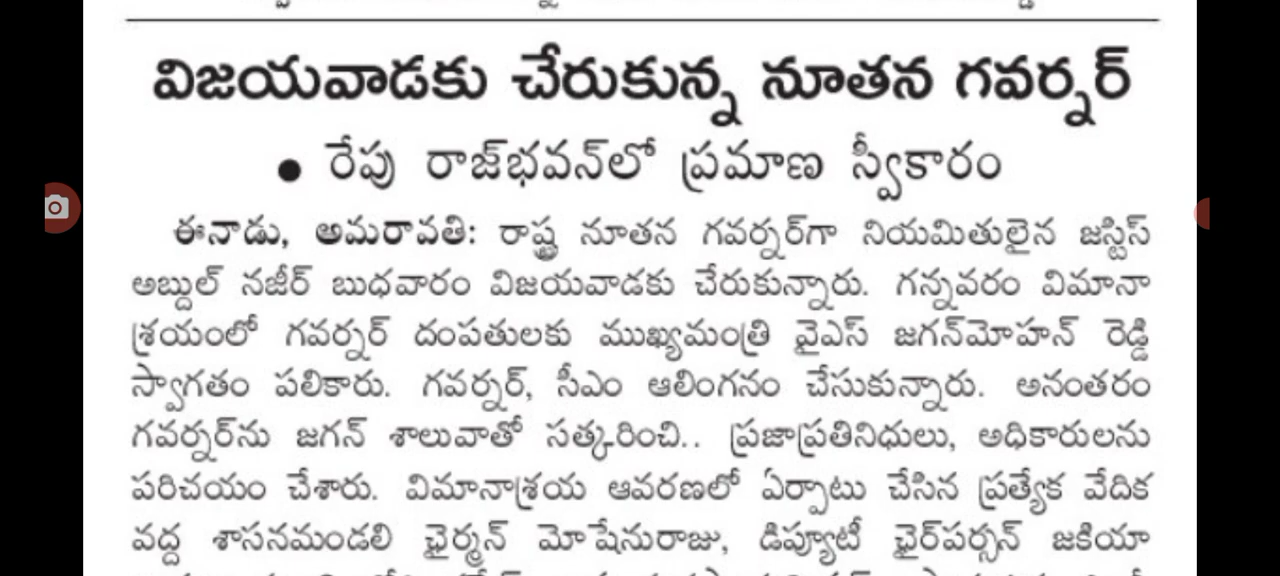 విజయవాడకు చేరుకున్న నూతన గవర్నర్
● రేపు రాజ్‌భవన్‌లో ప్రమాణ స్వీకారం
ఈనాడు, అమరావతి: రాష్ట్ర నూతన గవర్నర్‌గా నియమితులైన జస్టిస్
అబ్దుల్ నజీర్ బుధవారం విజయవాడకు చేరుకున్నారు. గన్నవరం విమానా
శ్రయంలో గవర్నర్ దంపతులకు ముఖ్యమంత్రి వైఎస్ జగన్‌మోహన్ రెడ్డి
స్వాగతం పలికారు. గవర్నర్, సీఎం ఆలింగనం చేసుకున్నారు. అనంతరం
గవర్నర్‌ను జగన్ శాలువాతో సత్కరించి.. ప్రజాప్రతినిధులు, అధికారులను
పరిచయం చేశారు. విమానాశ్రయ ఆవరణలో ఏర్పాటు చేసిన ప్రత్యేక వేదిక
వద్ద శాసనమండలి ఛైర్మన్ మోషేనురాజు, డిప్యూటీ ఛైర్‌పర్సన్ జకియా